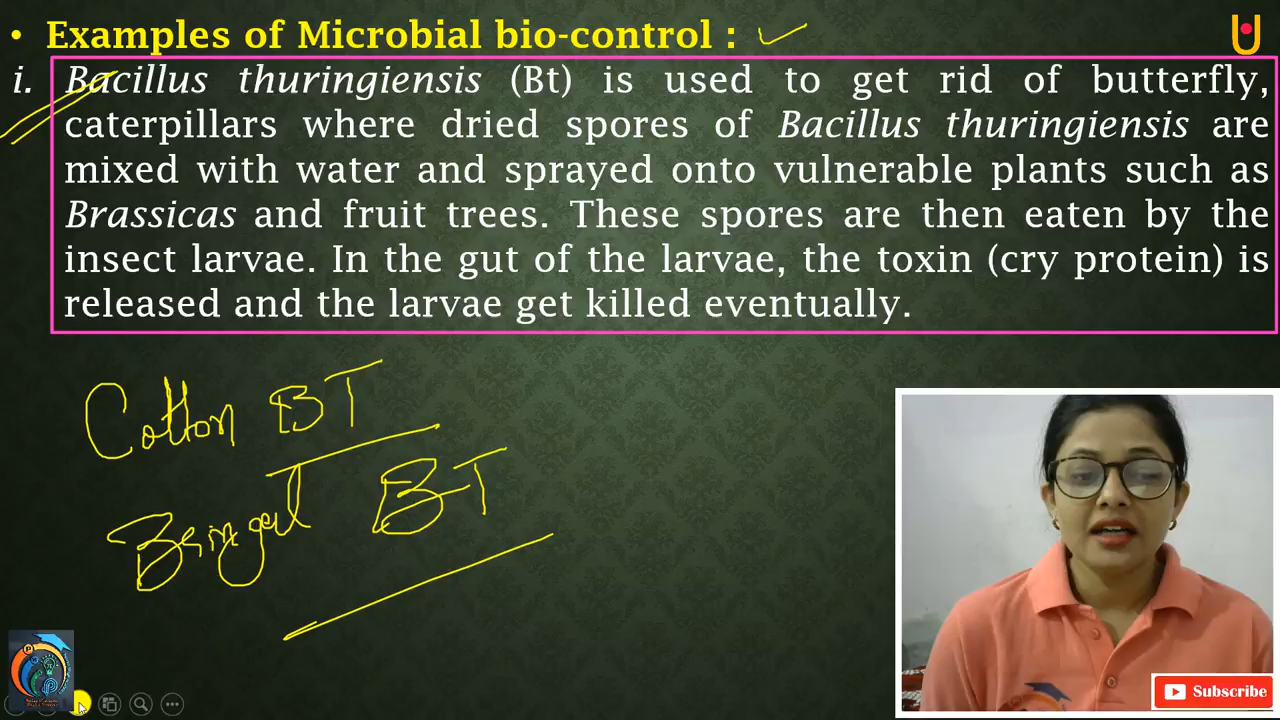 • Examples of Microbial bio-control :
i. Bacillus thuringiensis (Bt) is used to get rid of butterfly,
caterpillars where dried spores of Bacillus thuringiensis are
mixed with water and sprayed onto vulnerable plants such as
Brassicas and fruit trees. These spores are then eaten by the
insect larvae. In the gut of the larvae, the toxin (cry protein) is
released and the larvae get killed eventually.
Cotton BT
Brinjal BT
Subscribe